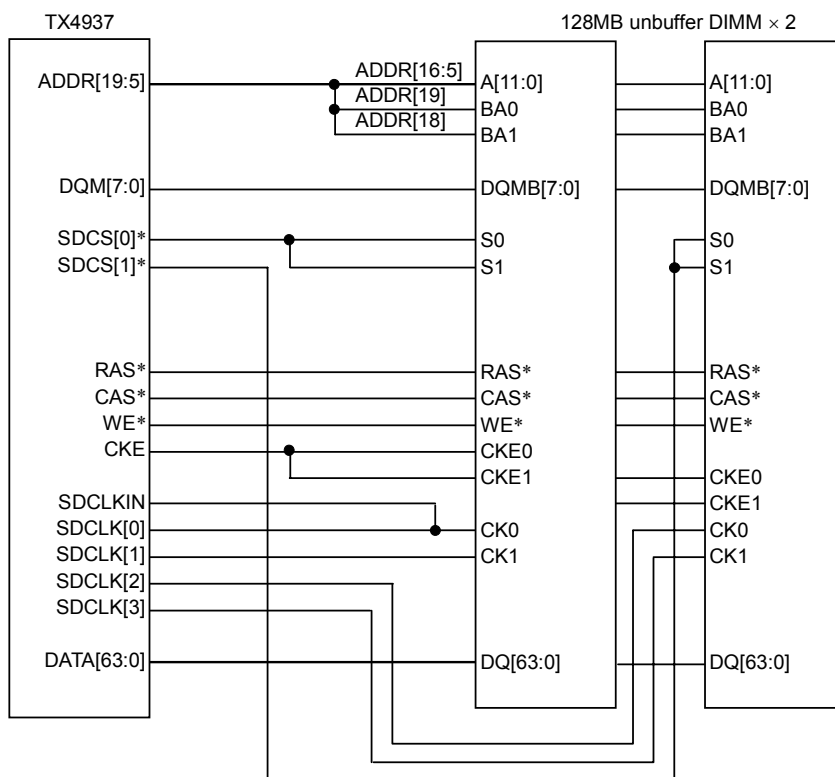 TX4937
128MB unbuffer DIMM × 2
ADDR[19:5]
ADDR[16:5]
A[11:0]
A[11:0]
ADDR[19]
BA0
BA0
ADDR[18]
BA1
BA1
DQM[7:0]
DQMB[7:0]
DQMB[7:0]
SDCS[0]*
S0
S0
SDCS[1]*
S1
S1
RAS*
RAS*
RAS*
CAS*
CAS*
CAS*
WE*
WE*
WE*
CKE
CKE0
CKE1
CKE0
SDCLKIN
CKE1
SDCLK[0]
CK0
CK0
SDCLK[1]
CK1
CK1
SDCLK[2]
SDCLK[3]
DATA[63:0]
DQ[63:0]
DQ[63:0]